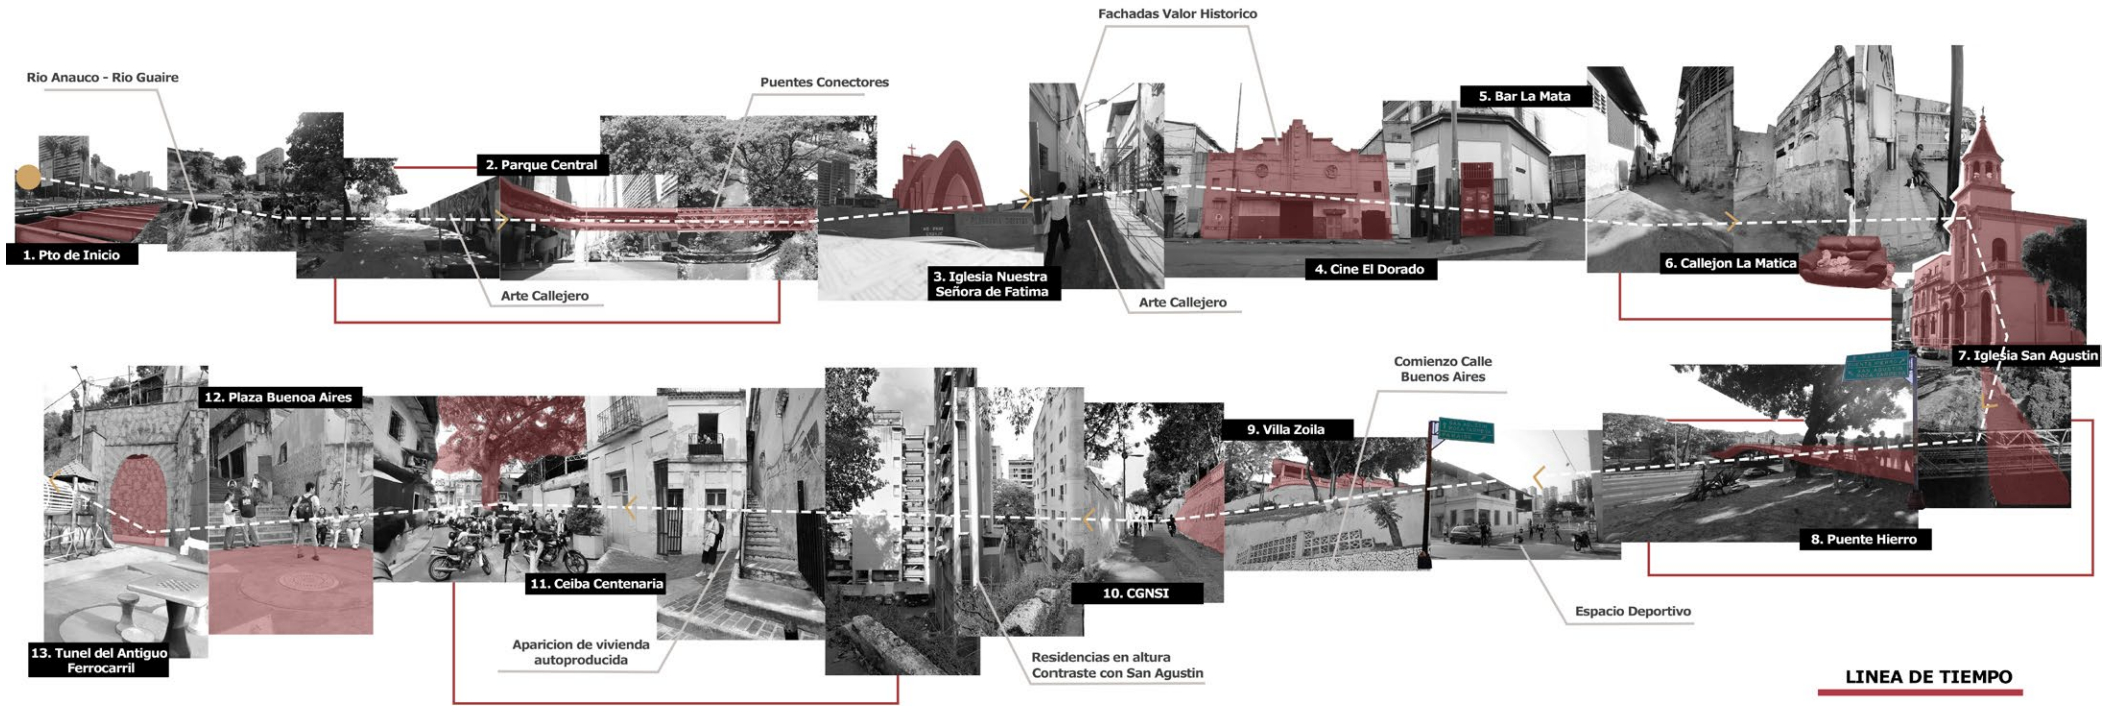 Fachadas Valor Historico
Rio Anauco - Rio Guaire
Puentes Conectores
5. Bar La Mata
2. Parque Central
1. Pto de Inicio
6. Callejon La Matica
4. Cine El Dorado
3. Iglesia Nuestra
Señora de Fatima
Arte Callejero
Arte Callejero
7. Iglesia San Agustin
Comienzo Calle
Buenos Aires
12. Plaza Buenoa Aires
9. Villa Zoila
8. Puente Hierro
11. Ceiba Centenaria
10. CGNSI
Espacio Deportivo
Aparicion de vivienda
autoproducida
13. Tunel del Antiguo
Ferrocarril
Residencias en altura
Contraste con San Agustin
LINEA DE TIEMPO